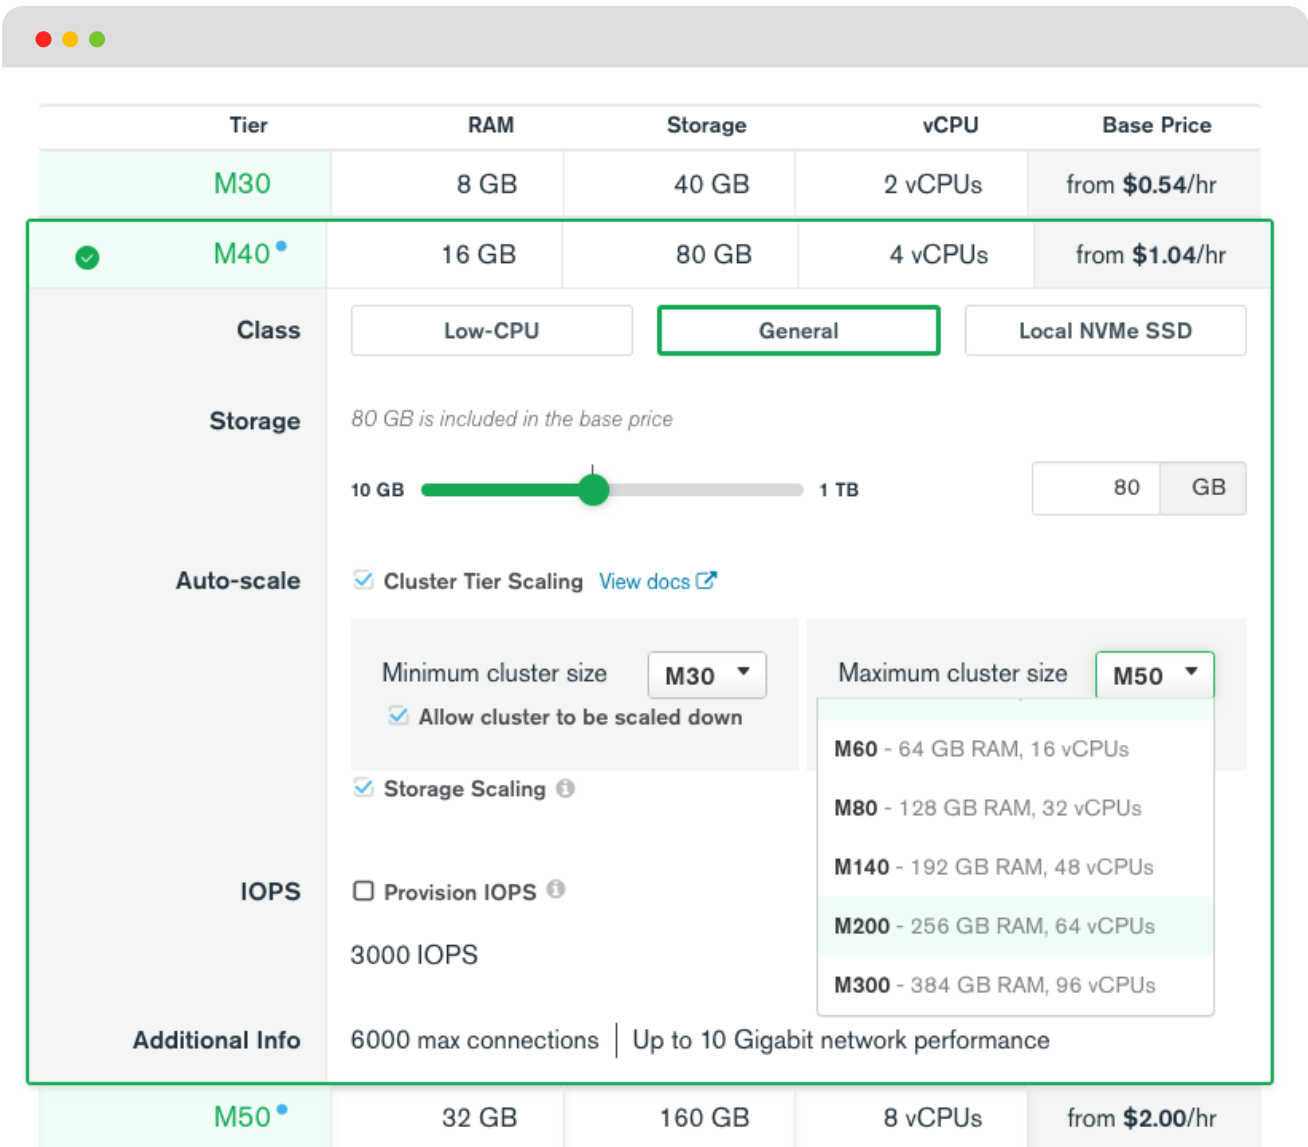 Tier RAM Storage vCPU Base Price
M30 8 GB 40 GB 2 vCPUs from $0.54/hr
M40 16 GB 80 GB 4 vCPUs from $1.04/hr
Class Low-CPU General Local NVMe SSD
Storage 80 GB is included in the base price
10 GB 1 TB 80 GB
Auto-scale Cluster Tier Scaling View docs
Minimum cluster size M30 Maximum cluster size M50
Allow cluster to be scaled down
M60 - 64 GB RAM, 16 vCPUs
Storage Scaling
M80 - 128 GB RAM, 32 vCPUs
M140 - 192 GB RAM, 48 vCPUs
IOPS Provision IOPS
M200 - 256 GB RAM, 64 vCPUs
3000 IOPS
M300 - 384 GB RAM, 96 vCPUs
Additional Info 6000 max connections Up to 10 Gigabit network performance
M50 32 GB 160 GB 8 vCPUs from $2.00/hr